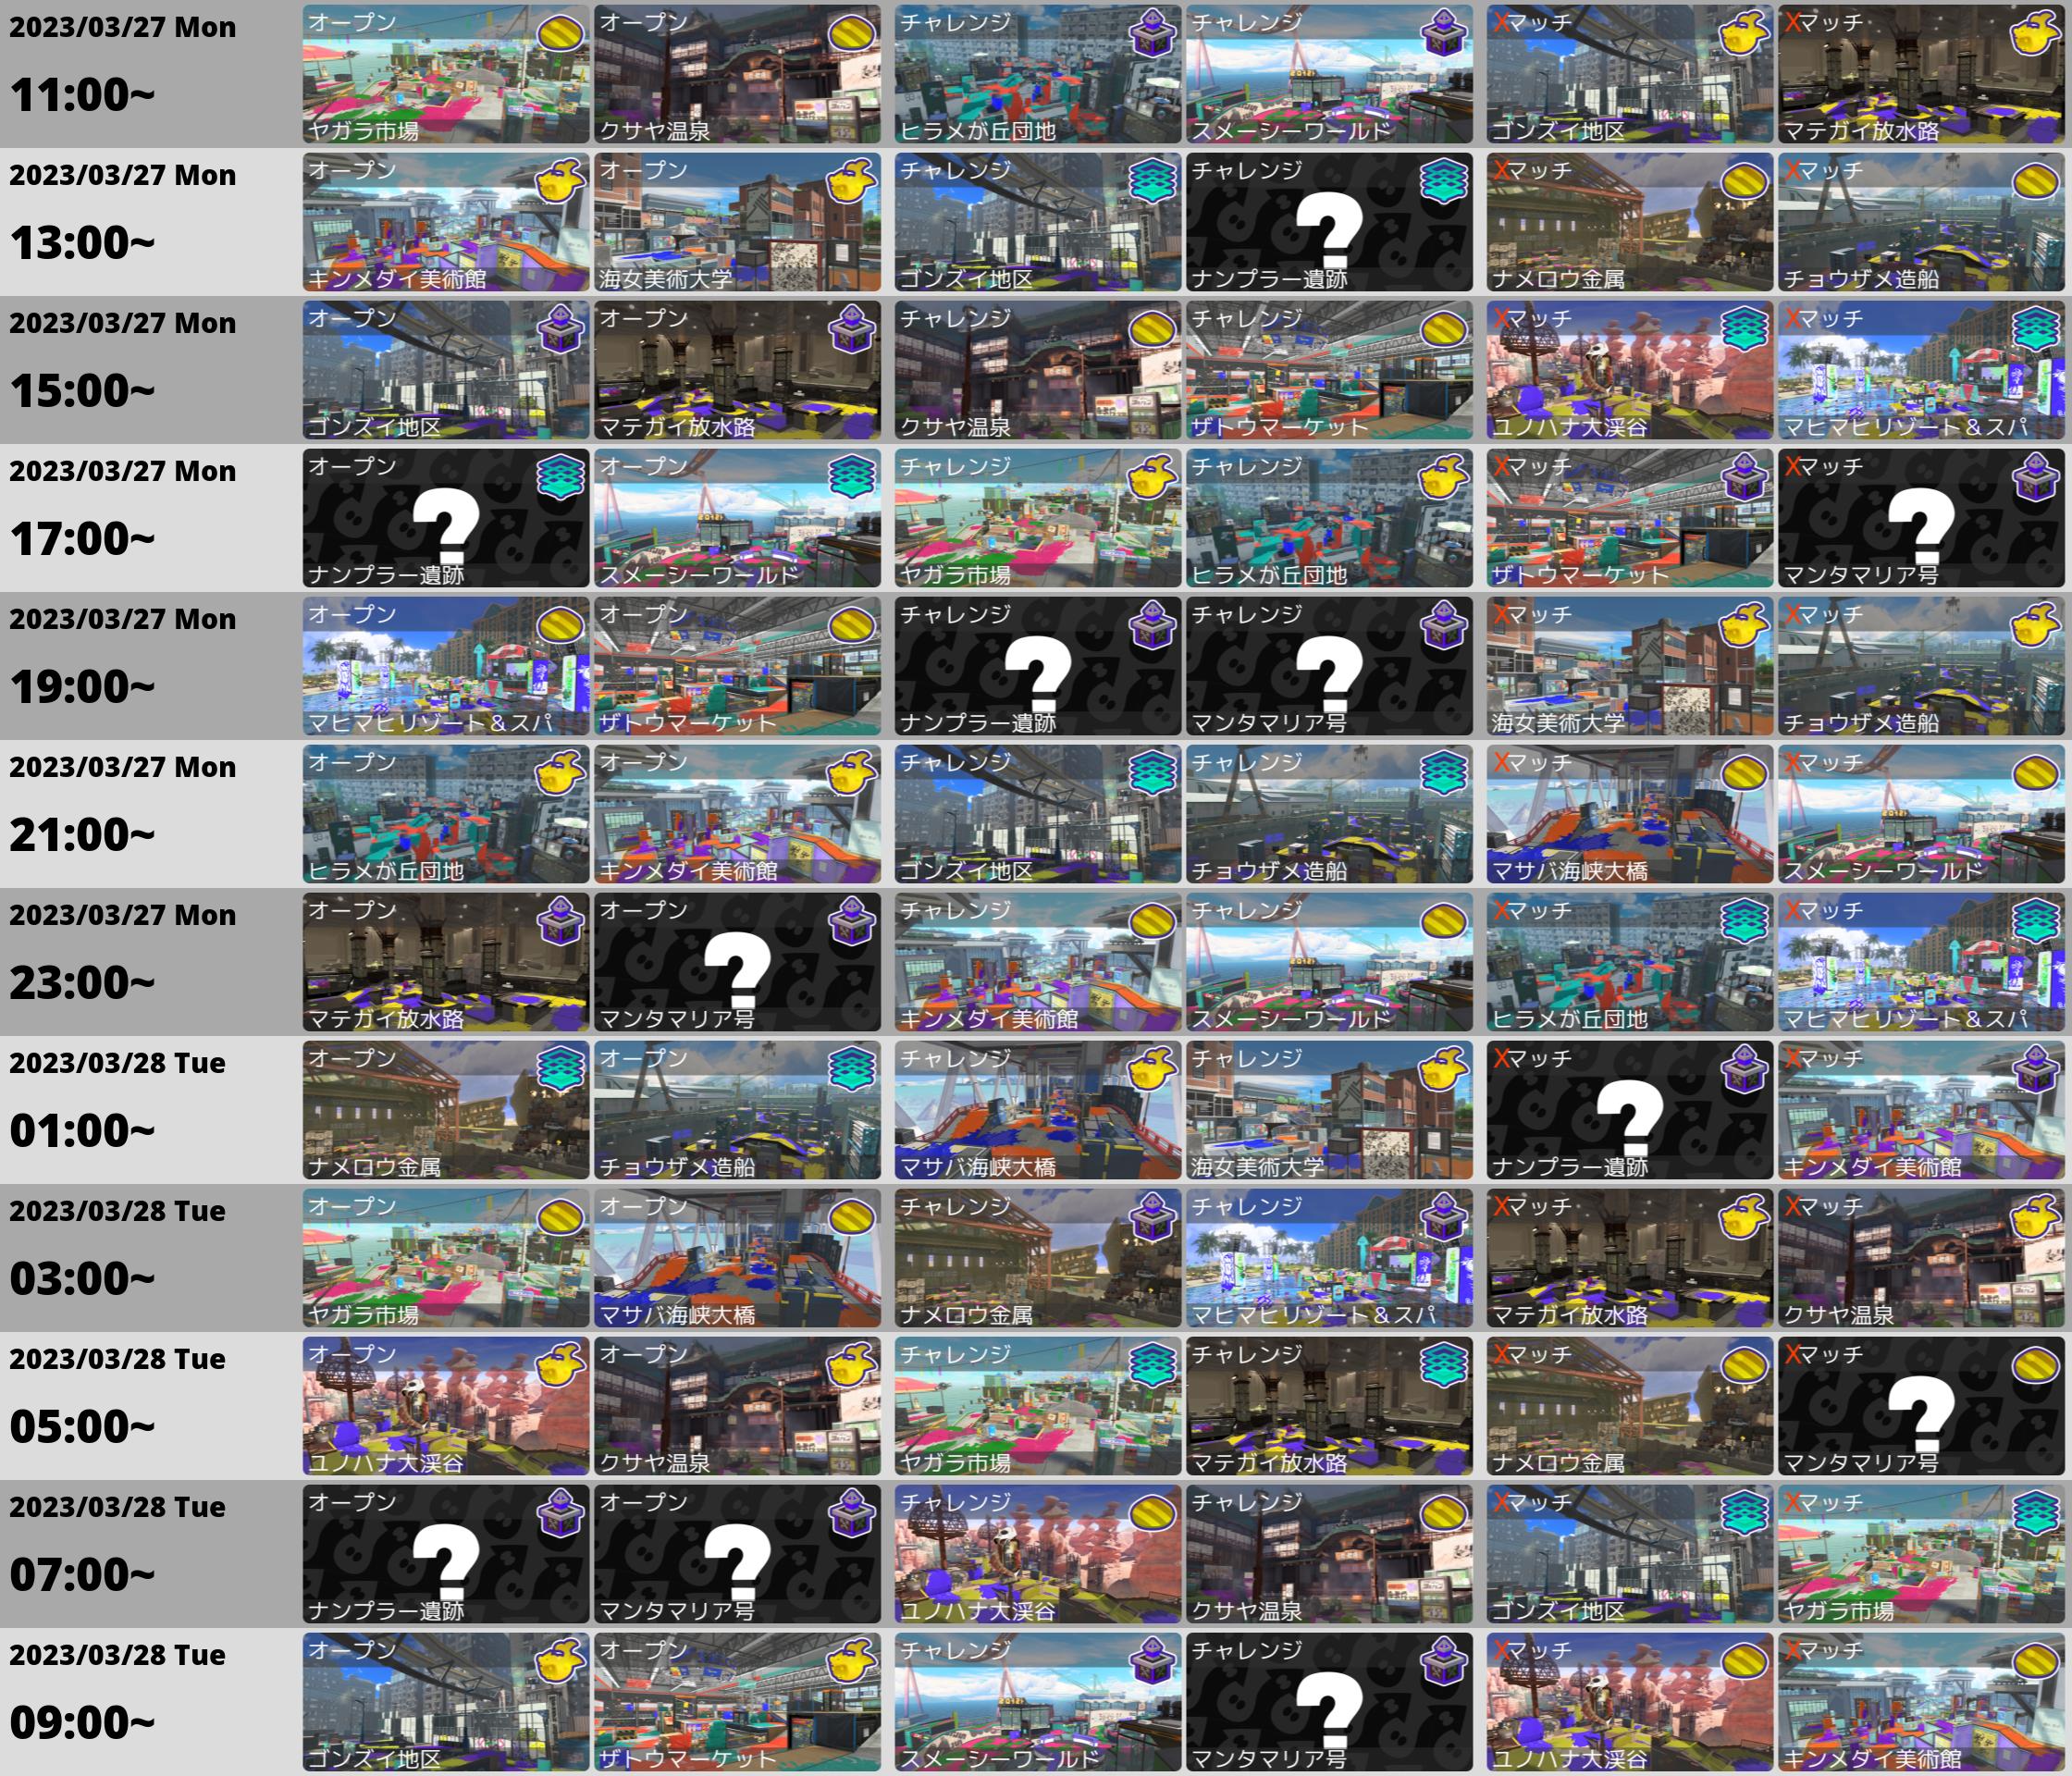 2023/03/27 Mon
11:00~
オープン オープン チャレンジ チャレンジ Xマッチ Xマッチ
ヤガラ市場 クサヤ温泉 ヒラメが丘団地 スメーシーワールド ゴンズイ地区 マテガイ放水路
2023/03/27 Mon
13:00~
オープン オープン チャレンジ チャレンジ Xマッチ Xマッチ
キンメダイ美術館 海女美術大学 ゴンズイ地区 ナンプラー遺跡 ナメロウ金属 チョウザメ造船
2023/03/27 Mon
15:00~
オープン オープン チャレンジ チャレンジ Xマッチ Xマッチ
ゴンズイ地区 マテガイ放水路 クサヤ温泉 ザトウマーケット ユノハナ大渓谷 マヒマヒリゾート＆スパ
2023/03/27 Mon
17:00~
オープン オープン チャレンジ チャレンジ Xマッチ Xマッチ
ナンプラー遺跡 スメーシーワールド ヤガラ市場 ヒラメが丘団地 ザトウマーケット マンタマリア号
2023/03/27 Mon
19:00~
オープン オープン チャレンジ チャレンジ Xマッチ Xマッチ
マヒマヒリゾート＆スパ ザトウマーケット ナンプラー遺跡 マンタマリア号 海女美術大学 チョウザメ造船
2023/03/27 Mon
21:00~
オープン オープン チャレンジ チャレンジ Xマッチ Xマッチ
ヒラメが丘団地 キンメダイ美術館 ゴンズイ地区 チョウザメ造船 マサバ海峡大橋 スメーシーワールド
2023/03/27 Mon
23:00~
オープン オープン チャレンジ チャレンジ Xマッチ Xマッチ
マテガイ放水路 マンタマリア号 キンメダイ美術館 スメーシーワールド ヒラメが丘団地 マヒマヒリゾート＆スパ
2023/03/28 Tue
01:00~
オープン オープン チャレンジ チャレンジ Xマッチ Xマッチ
ナメロウ金属 チョウザメ造船 マサバ海峡大橋 海女美術大学 ナンプラー遺跡 キンメダイ美術館
2023/03/28 Tue
03:00~
オープン オープン チャレンジ チャレンジ Xマッチ Xマッチ
ヤガラ市場 マサバ海峡大橋 ナメロウ金属 マヒマヒリゾート＆スパ マテガイ放水路 クサヤ温泉
2023/03/28 Tue
05:00~
オープン オープン チャレンジ チャレンジ Xマッチ Xマッチ
ユノハナ大渓谷 クサヤ温泉 ヤガラ市場 マテガイ放水路 ナメロウ金属 マンタマリア号
2023/03/28 Tue
07:00~
オープン オープン チャレンジ チャレンジ Xマッチ Xマッチ
ナンプラー遺跡 マンタマリア号 ユノハナ大渓谷 クサヤ温泉 ゴンズイ地区 ヤガラ市場
2023/03/28 Tue
09:00~
オープン オープン チャレンジ チャレンジ Xマッチ Xマッチ
ゴンズイ地区 ザトウマーケット スメーシーワールド マンタマリア号 ユノハナ大渓谷 キンメダイ美術館